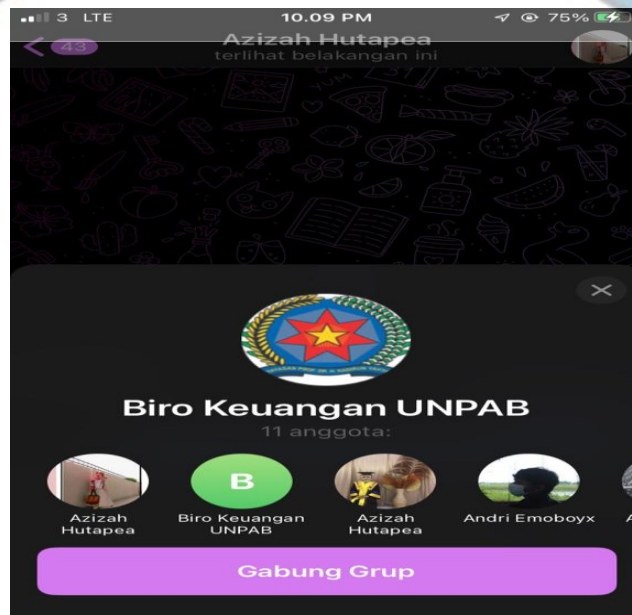 3 LTE
10.09 PM
75%
43
Azizah Hutapea
terlihat belakangan ini
Biro Keuangan UNPAB
11 anggota:
B
Azizah
Hutapea
Biro Keuangan
UNPAB
Azizah
Hutapea
Andri Emoboyx
A
Gabung Grup